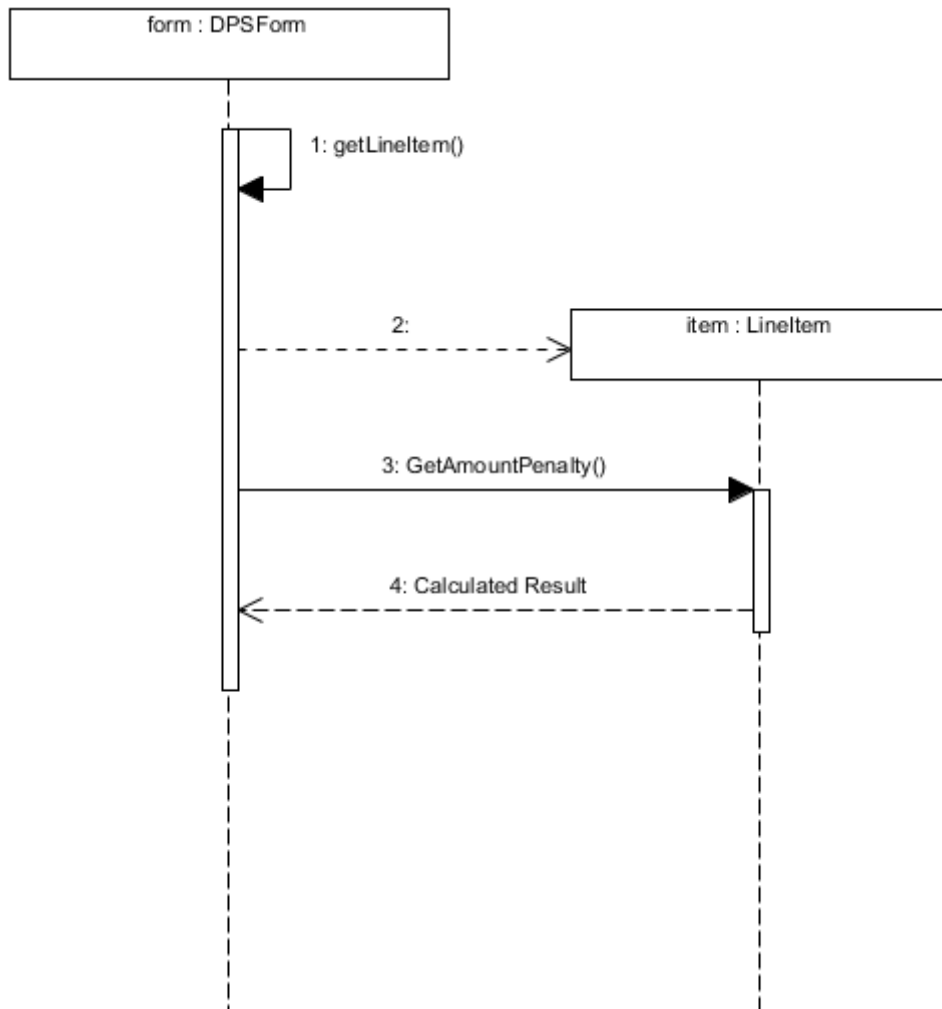 form : DPSForm
1: getLineItem()
2:
item : LineItem
3: GetAmountPenalty()
4: Calculated Result